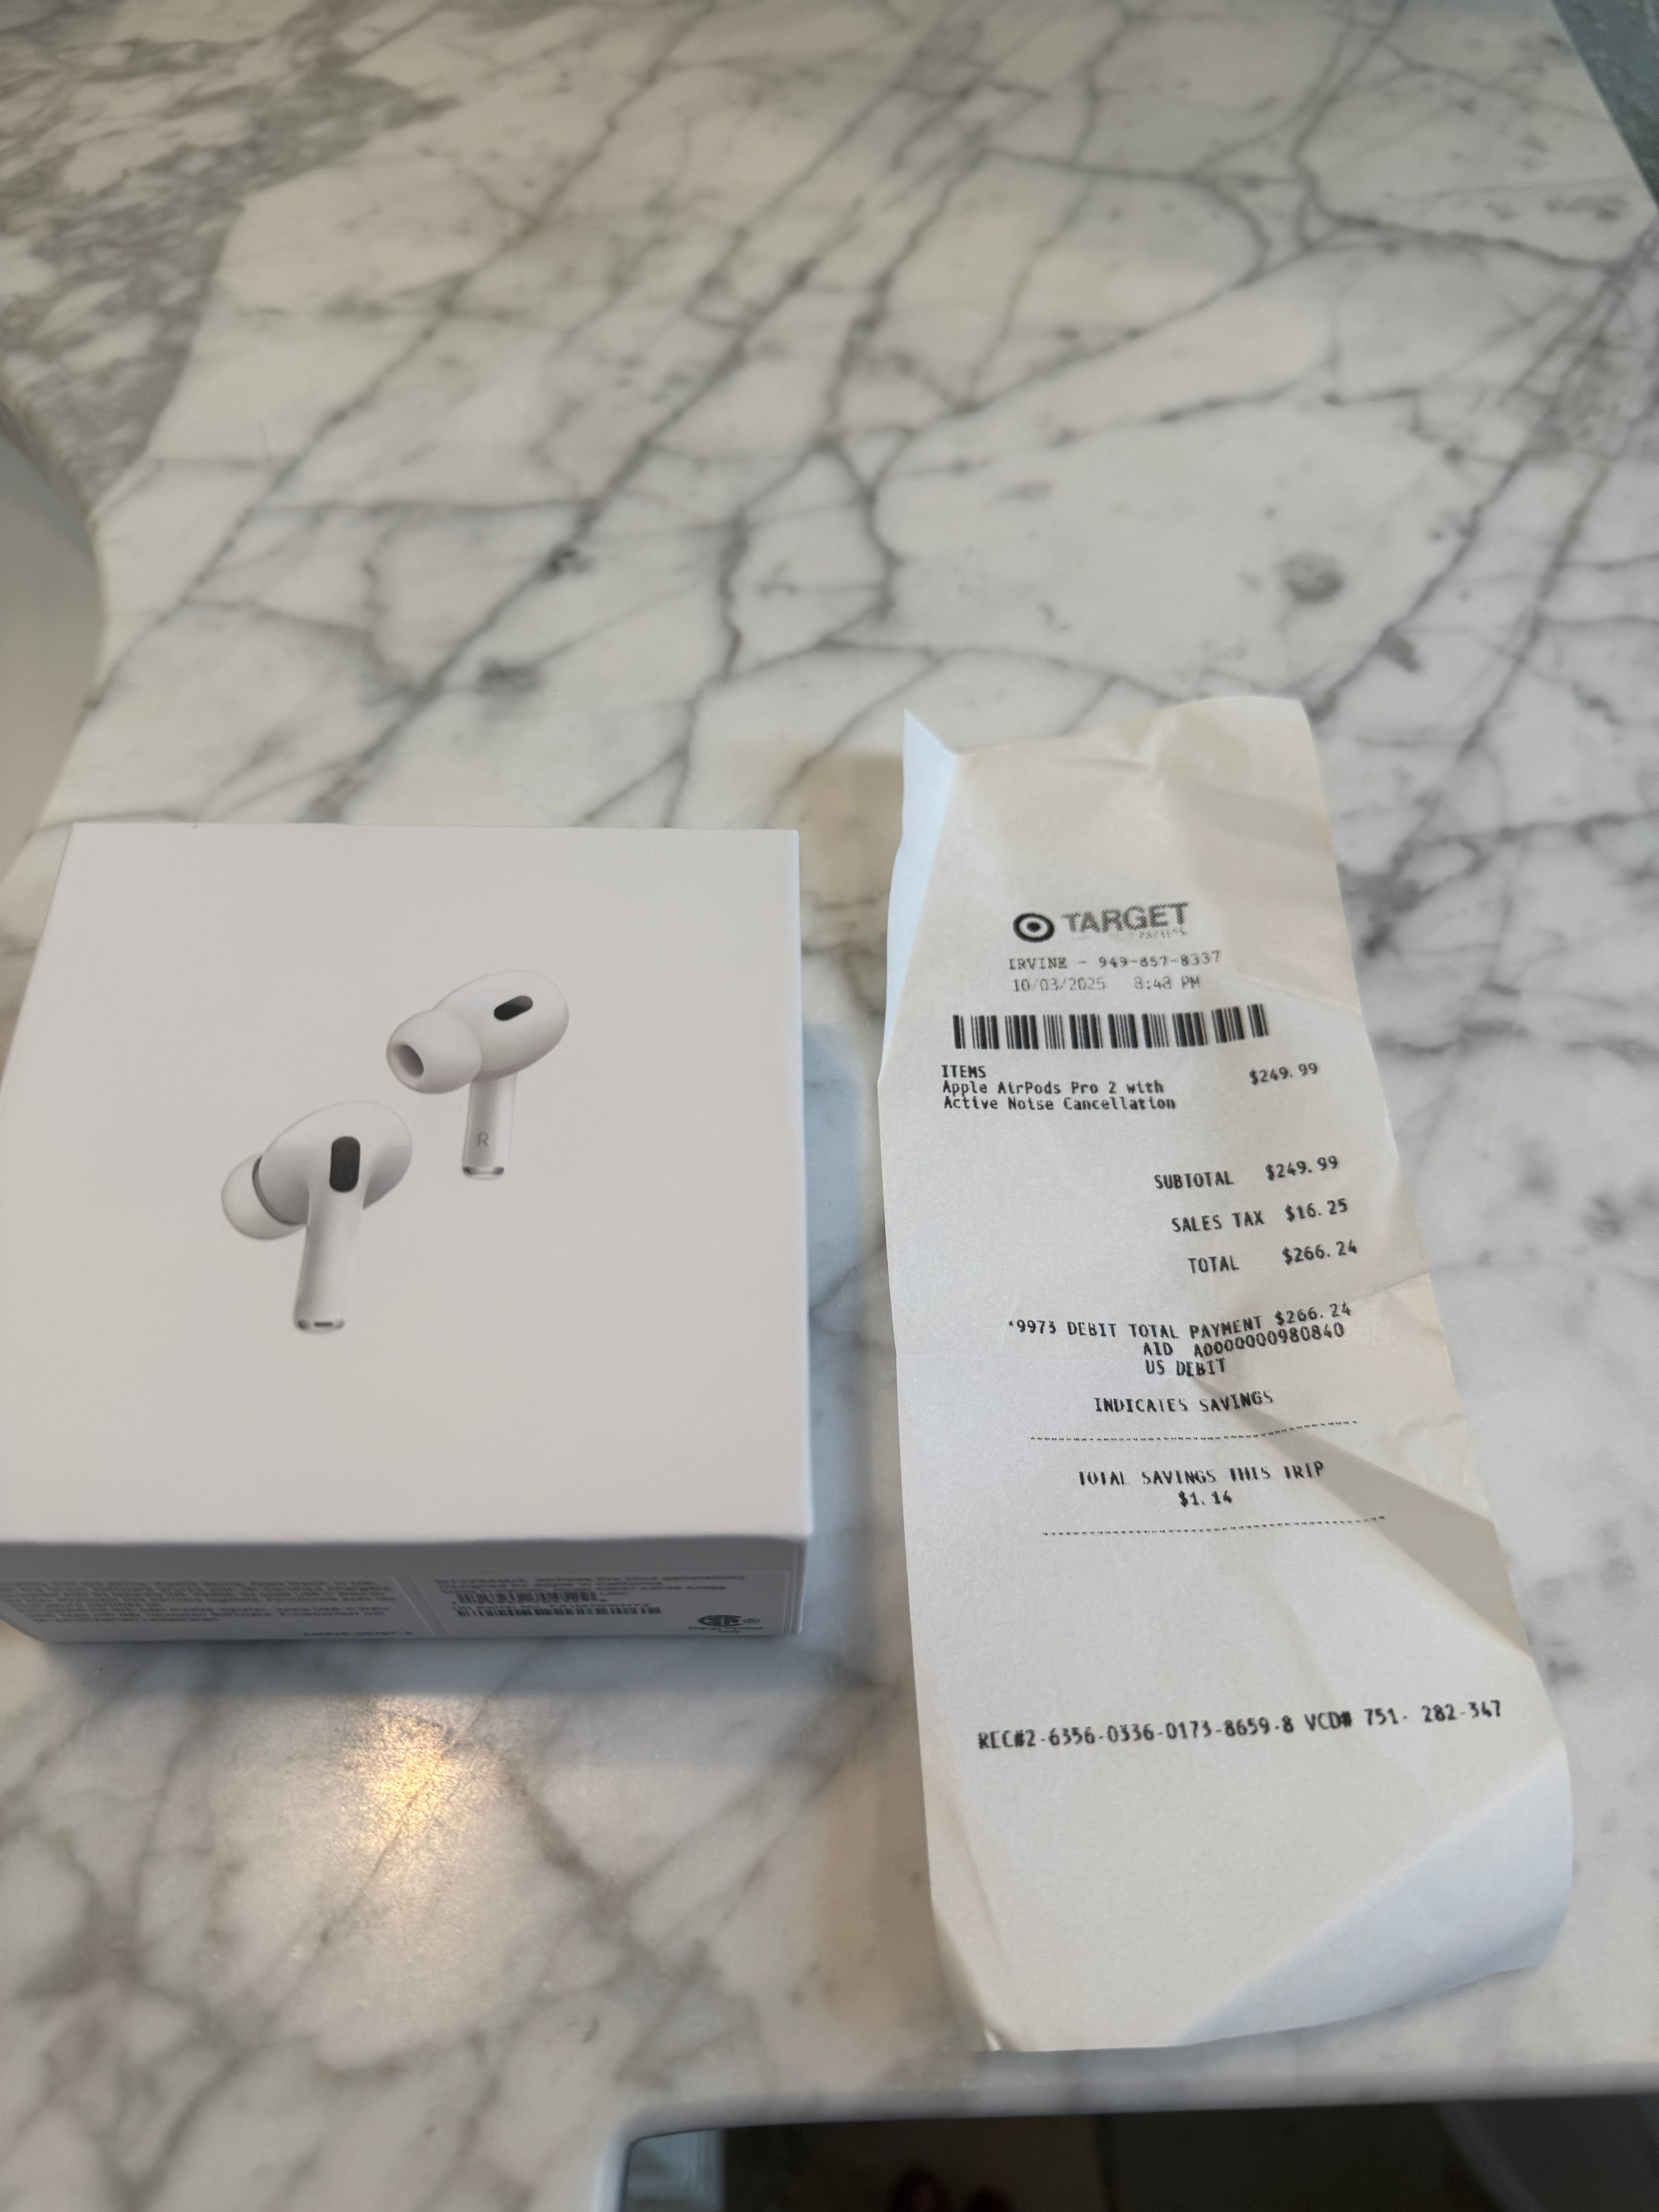 R
TARGET
IRVINE - 949-857-8337
10/03/2025 8:48 PM
ITEMS
Apple AirPods Pro 2 with $249.99
Active Noise Cancellation
SUBTOTAL $249.99
SALES TAX $16.25
TOTAL $266.24
*9973 DEBIT TOTAL PAYMENT $266.24
AID A0000000980840
US DEBIT
INDICATES SAVINGS
TOTAL SAVINGS THIS TRIP
$1.14
REC#2-6356-0336-0173-8659-8 VCD# 751-282-347